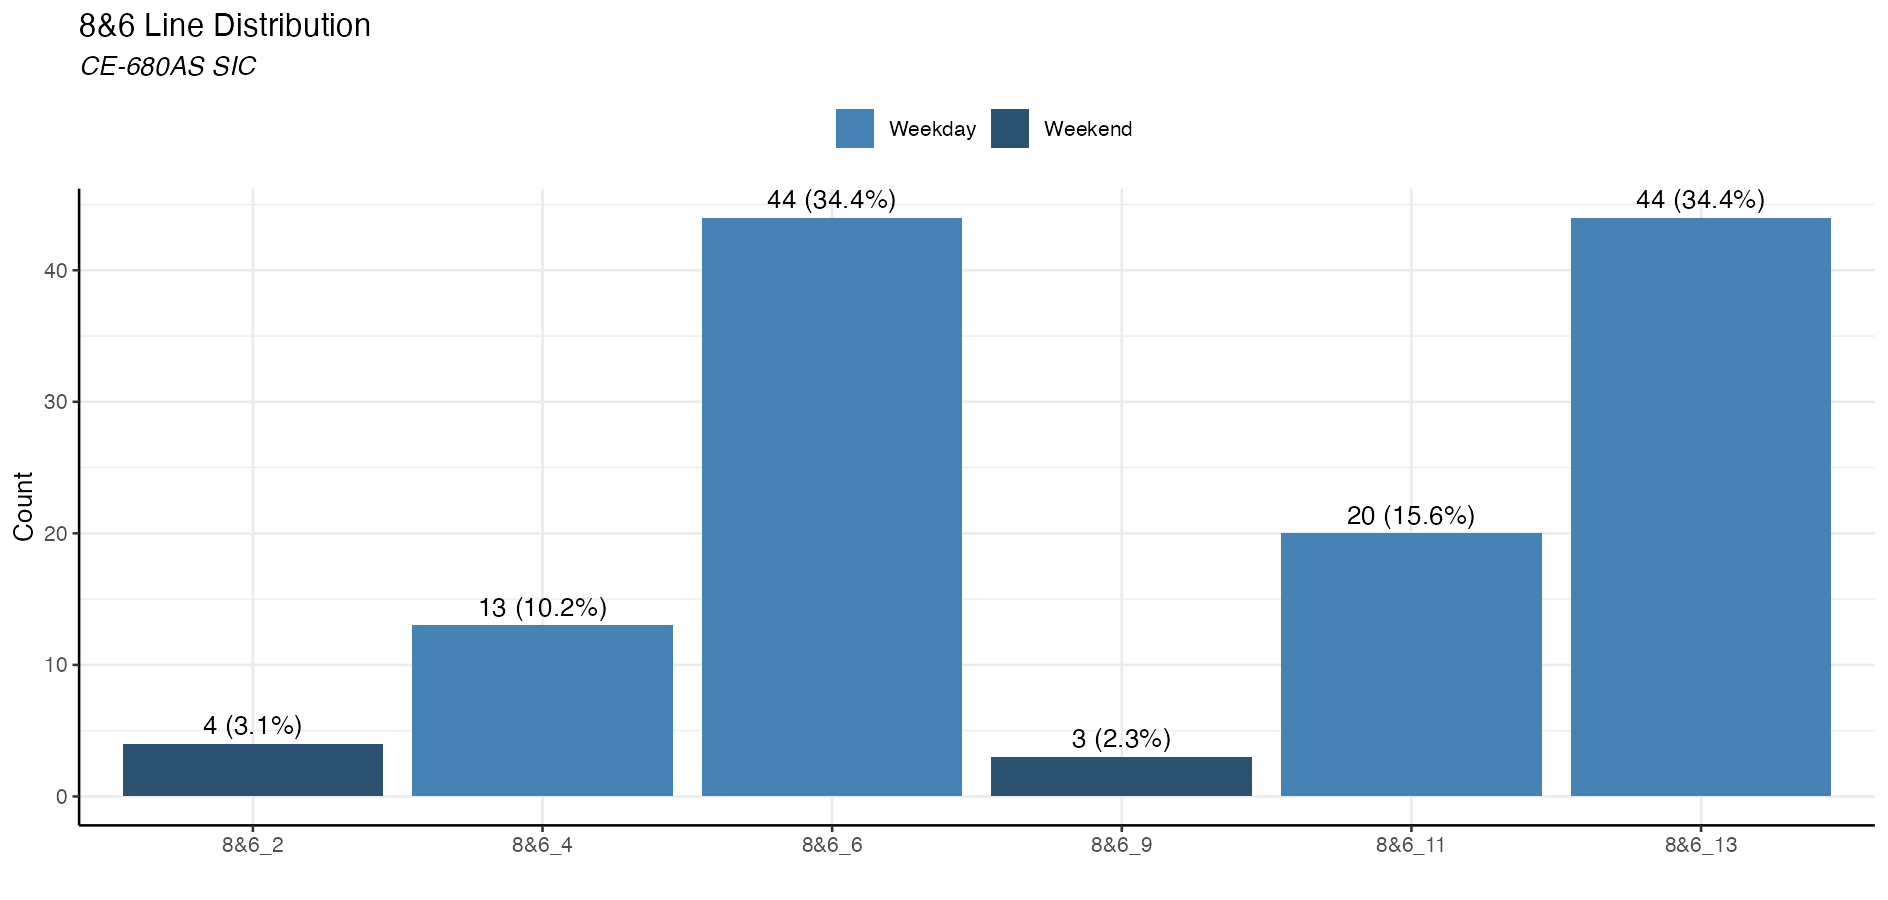 8&6 Line Distribution
CE-680AS SIC
Weekday Weekend
44 (34.4%) 44 (34.4%)
40
30
Count
20 (15.6%)
20
13 (10.2%)
10
4 (3.1%) 3 (2.3%)
0
8&6_2 8&6_4 8&6_6 8&6_9 8&6_11 8&6_13